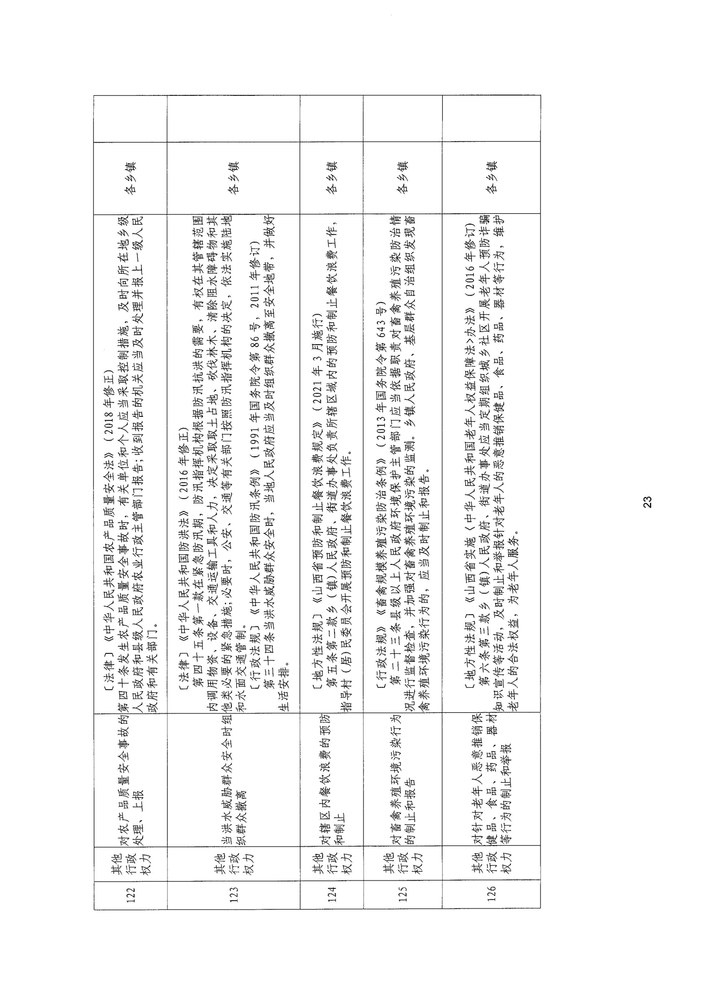 122
其他
行政
权力
对农产品质量安全事故的
处理、上报
〔法律〕《中华人民共和国农产品质量安全法》（2018年修正）
第四十条发生农产品质量安全事故时，有关单位和个人应当采取控制措施，及时向所在地乡级
人民政府和县级人民政府农业行政主管部门报告;收到报告的机关应当及时处理并报上一级人民
政府和有关部门。
各乡镇
123
其他
行政
权力
当洪水威胁群众安全时组
织群众撤离
〔法律〕《中华人民共和国防洪法》（2016年修正）
第四十五条第一款在紧急防汛期，防汛指挥机构根据防汛抗洪的需要，有权在其管辖范围
内调用物资、设备、交通运输工具和人力，决定采取取土占地、砍伐林木、清除阻水障碍物和其
他类必要的紧急措施;必要时，公安、交通等有关部门按照防汛指挥机构的决定，依法实施陆地
和水面交通管制。
〔行政法规〕《中华人民共和国防汛条例》（1991年国务院令第86号，2011年修订）
第三十四条当洪水威胁群众安全时，当地人民政府应当及时组织群众撤离至安全地带，并做好
生活安排。
各乡镇
124
其他
行政
权力
对辖区内餐饮浪费的预防
和制止
〔地方性法规〕《山西省预防和制止餐饮浪费规定》（2021年3月施行）
第五条第二款乡（镇)人民政府、街道办事处负责所辖区域内的预防和制止餐饮浪费工作，
指导村（居)民委员会开展预防和制止餐饮浪费工作。
各乡镇
125
其他
行政
权力
对畜禽养殖环境污染行为
的制止和报告
〔行政法规》《畜禽规模养殖污染防治条例》（2013年国务院令第643号）
第二十三条县级以上人民政府环境保护主管部门应当依据职责对畜禽养殖污染防治情
况进行监督检查，并加强对畜禽养殖环境污染的监测。乡镇人民政府、基层群众自治组织发现畜
禽养殖环境污染行为的，应当及时制止和报告。
各乡镇
126
其他
行政
权力
对针对老年人恶意推销保
健品、食品、药品、器材
等行为的制止和举报
〔地方性法规〕《山西省实施〈中华人民共和国老年人权益保障法>办法》（2016年修订）
第六条第三款乡（镇)人民政府、街道办事处应当定期组织城乡社区开展老年人预防诈骗
知识宣传等活动，及时制止和举报针对老年人的恶意推销保健品、食品、药品、器材等行为，维护
老年人的合法权益，为老年人服务。
各乡镇
23